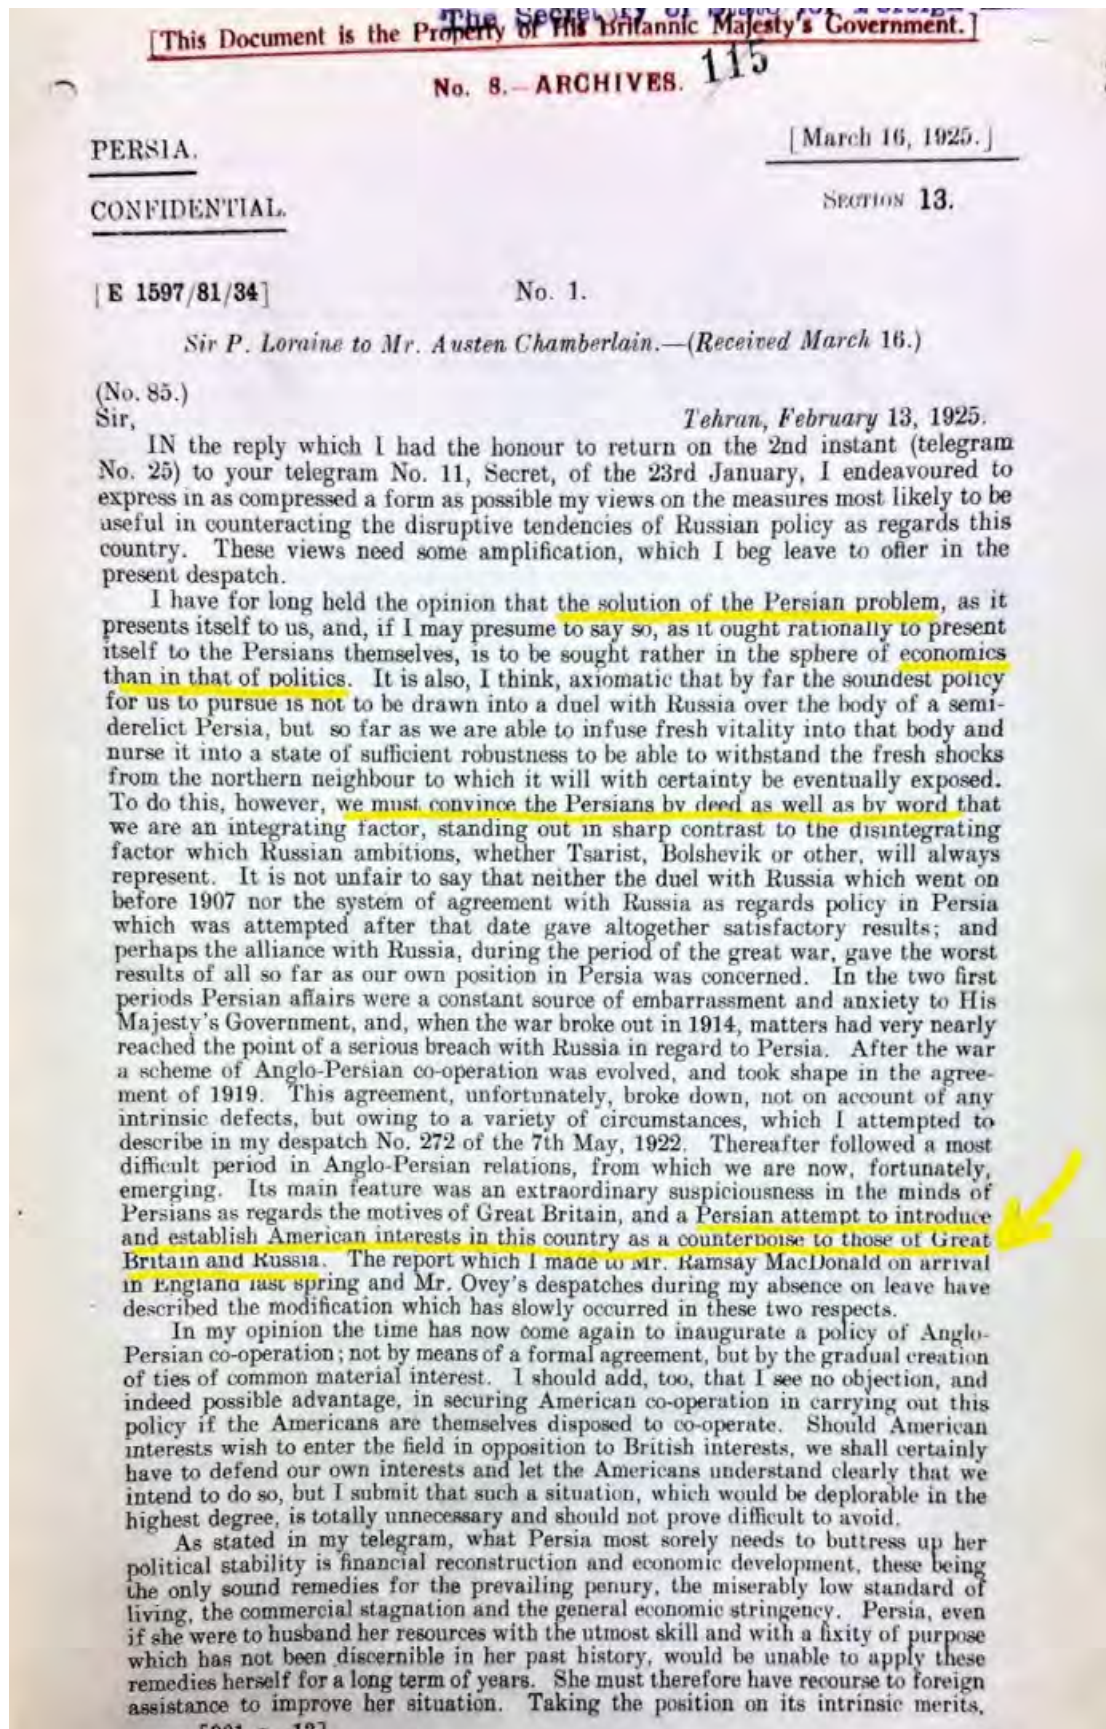 The Secretary of State for Foreign
[This Document is the Property of His Britannic Majesty's Government.]
115
No. 8.—ARCHIVES.
PERSIA.
[March 16, 1925.]
CONFIDENTIAL.
SECTION 13.
[E 1597/81/34]
No. 1.
Sir P. Loraine to Mr. Austen Chamberlain.—(Received March 16.)
(No. 85.)
Sir,
Tehran, February 13, 1925.
IN the reply which I had the honour to return on the 2nd instant (telegram
No. 25) to your telegram No. 11, Secret, of the 23rd January, I endeavoured to
express in as compressed a form as possible my views on the measures most likely to be
useful in counteracting the disruptive tendencies of Russian policy as regards this
country. These views need some amplification, which I beg leave to offer in the
present despatch.
I have for long held the opinion that the solution of the Persian problem, as it
presents itself to us, and, if I may presume to say so, as it ought rationally to present
itself to the Persians themselves, is to be sought rather in the sphere of economics
than in that of politics. It is also, I think, axiomatic that by far the soundest policy
for us to pursue is not to be drawn into a duel with Russia over the body of a semi-
derelict Persia, but so far as we are able to infuse fresh vitality into that body and
nurse it into a state of sufficient robustness to be able to withstand the fresh shocks
from the northern neighbour to which it will with certainty be eventually exposed.
To do this, however, we must convince the Persians by deed as well as by word that
we are an integrating factor, standing out in sharp contrast to the disintegrating
factor which Russian ambitions, whether Tsarist, Bolshevik or other, will always
represent. It is not unfair to say that neither the duel with Russia which went on
before 1907 nor the system of agreement with Russia as regards policy in Persia
which was attempted after that date gave altogether satisfactory results; and
perhaps the alliance with Russia, during the period of the great war, gave the worst
results of all so far as our own position in Persia was concerned. In the two first
periods Persian affairs were a constant source of embarrassment and anxiety to His
Majesty's Government, and, when the war broke out in 1914, matters had very nearly
reached the point of a serious breach with Russia in regard to Persia. After the war
a scheme of Anglo-Persian co-operation was evolved, and took shape in the agree-
ment of 1919. This agreement, unfortunately, broke down, not on account of any
intrinsic defects, but owing to a variety of circumstances, which I attempted to
describe in my despatch No. 272 of the 7th May, 1922. Thereafter followed a most
difficult period in Anglo-Persian relations, from which we are now, fortunately,
emerging. Its main feature was an extraordinary suspiciousness in the minds of
Persians as regards the motives of Great Britain, and a Persian attempt to introduce
and establish American interests in this country as a counterpoise to those of Great
Britain and Russia. The report which I made to Mr. Ramsay MacDonald on arrival
in England last spring and Mr. Ovey's despatches during my absence on leave have
described the modification which has slowly occurred in these two respects.
In my opinion the time has now come again to inaugurate a policy of Anglo-
Persian co-operation; not by means of a formal agreement, but by the gradual creation
of ties of common material interest. I should add, too, that I see no objection, and
indeed possible advantage, in securing American co-operation in carrying out this
policy if the Americans are themselves disposed to co-operate. Should American
interests wish to enter the field in opposition to British interests, we shall certainly
have to defend our own interests and let the Americans understand clearly that we
intend to do so, but I submit that such a situation, which would be deplorable in the
highest degree, is totally unnecessary and should not prove difficult to avoid.
As stated in my telegram, what Persia most sorely needs to buttress up her
political stability is financial reconstruction and economic development, these being
the only sound remedies for the prevailing penury, the miserably low standard of
living, the commercial stagnation and the general economic stringency. Persia, even
if she were to husband her resources with the utmost skill and with a fixity of purpose
which has not been discernible in her past history, would be unable to apply these
remedies herself for a long term of years. She must therefore have recourse to foreign
assistance to improve her situation. Taking the position on its intrinsic merits,